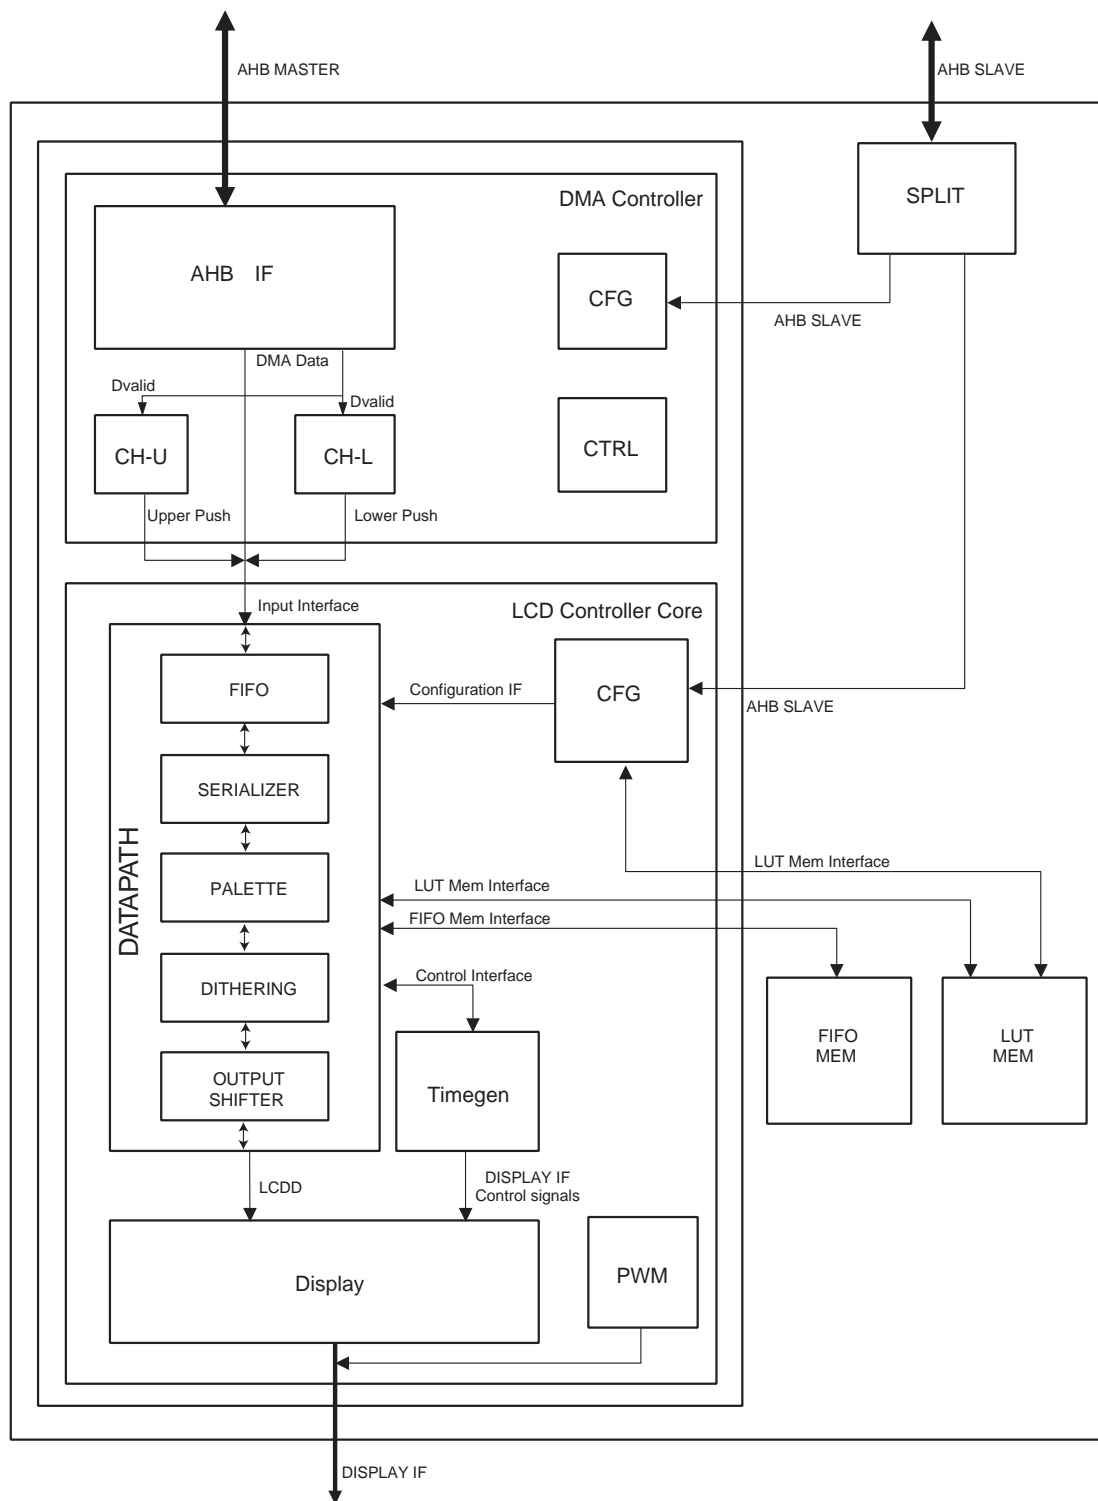 AHB MASTER
AHB SLAVE
DMA Controller
SPLIT
AHB IF
CFG
AHB SLAVE
DMA Data
Dvalid
Dvalid
CH-U
CH-L
CTRL
Upper Push
Lower Push
Input Interface
LCD Controller Core
FIFO
Configuration IF
CFG
AHB SLAVE
SERIALIZER
DATAPATH
PALETTE
LUT Mem Interface
LUT Mem Interface
FIFO Mem Interface
DITHERING
Control Interface
FIFO
MEM
LUT
MEM
OUTPUT
SHIFTER
Timegen
LCDD
DISPLAY IF
Control signals
Display
PWM
DISPLAY IF